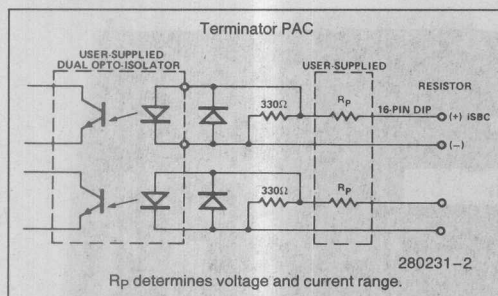 Terminator PAC
USER-SUPPLIED
DUAL OPTO-ISOLATOR
USER-SUPPLIED
RESISTOR
330Ω
RP
16-PIN DIP
(+) iSBC
(−)
330Ω
RP
280231–2
RP determines voltage and current range.